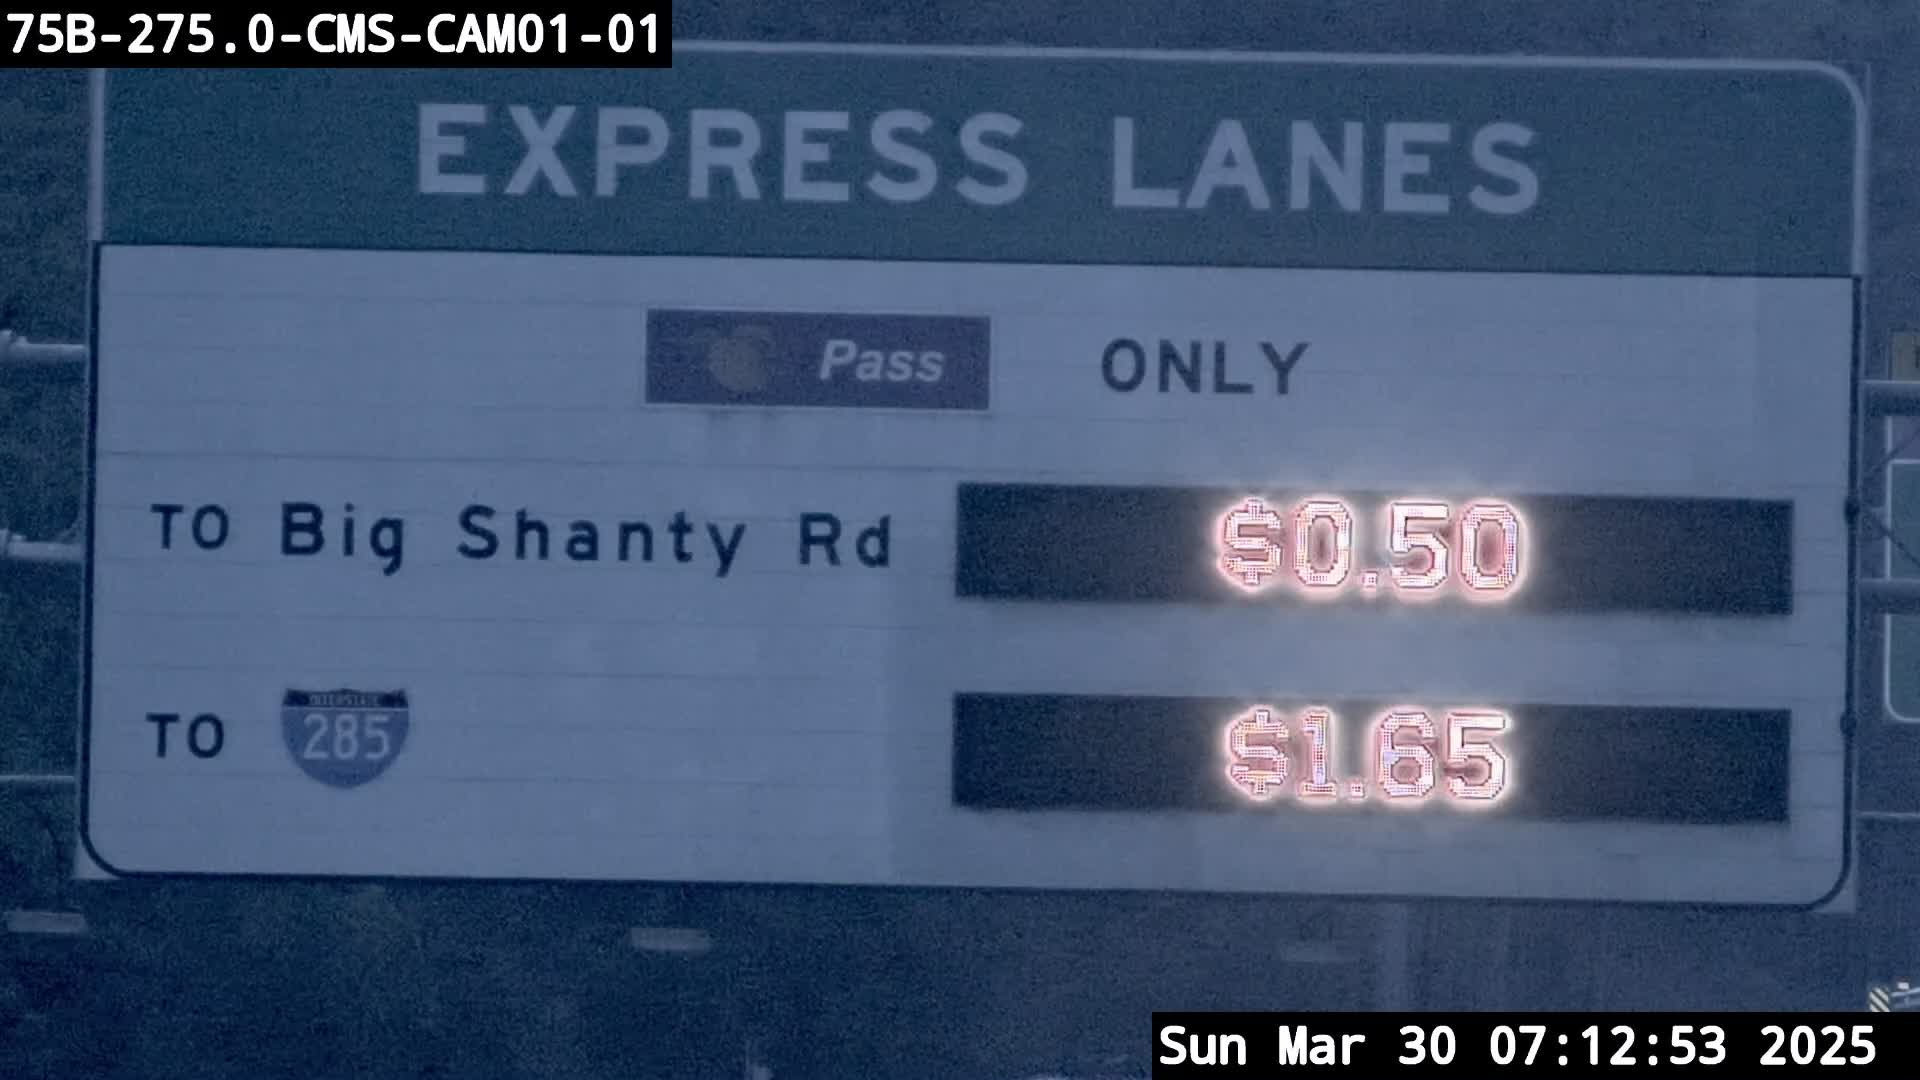 75B-275.0-CMS-CAM01-01
EXPRESS LANES
Pass ONLY
TO Big Shanty Rd $0.50
TO INTERSTATE 285 $1.65
Sun Mar 30 07:12:53 2025